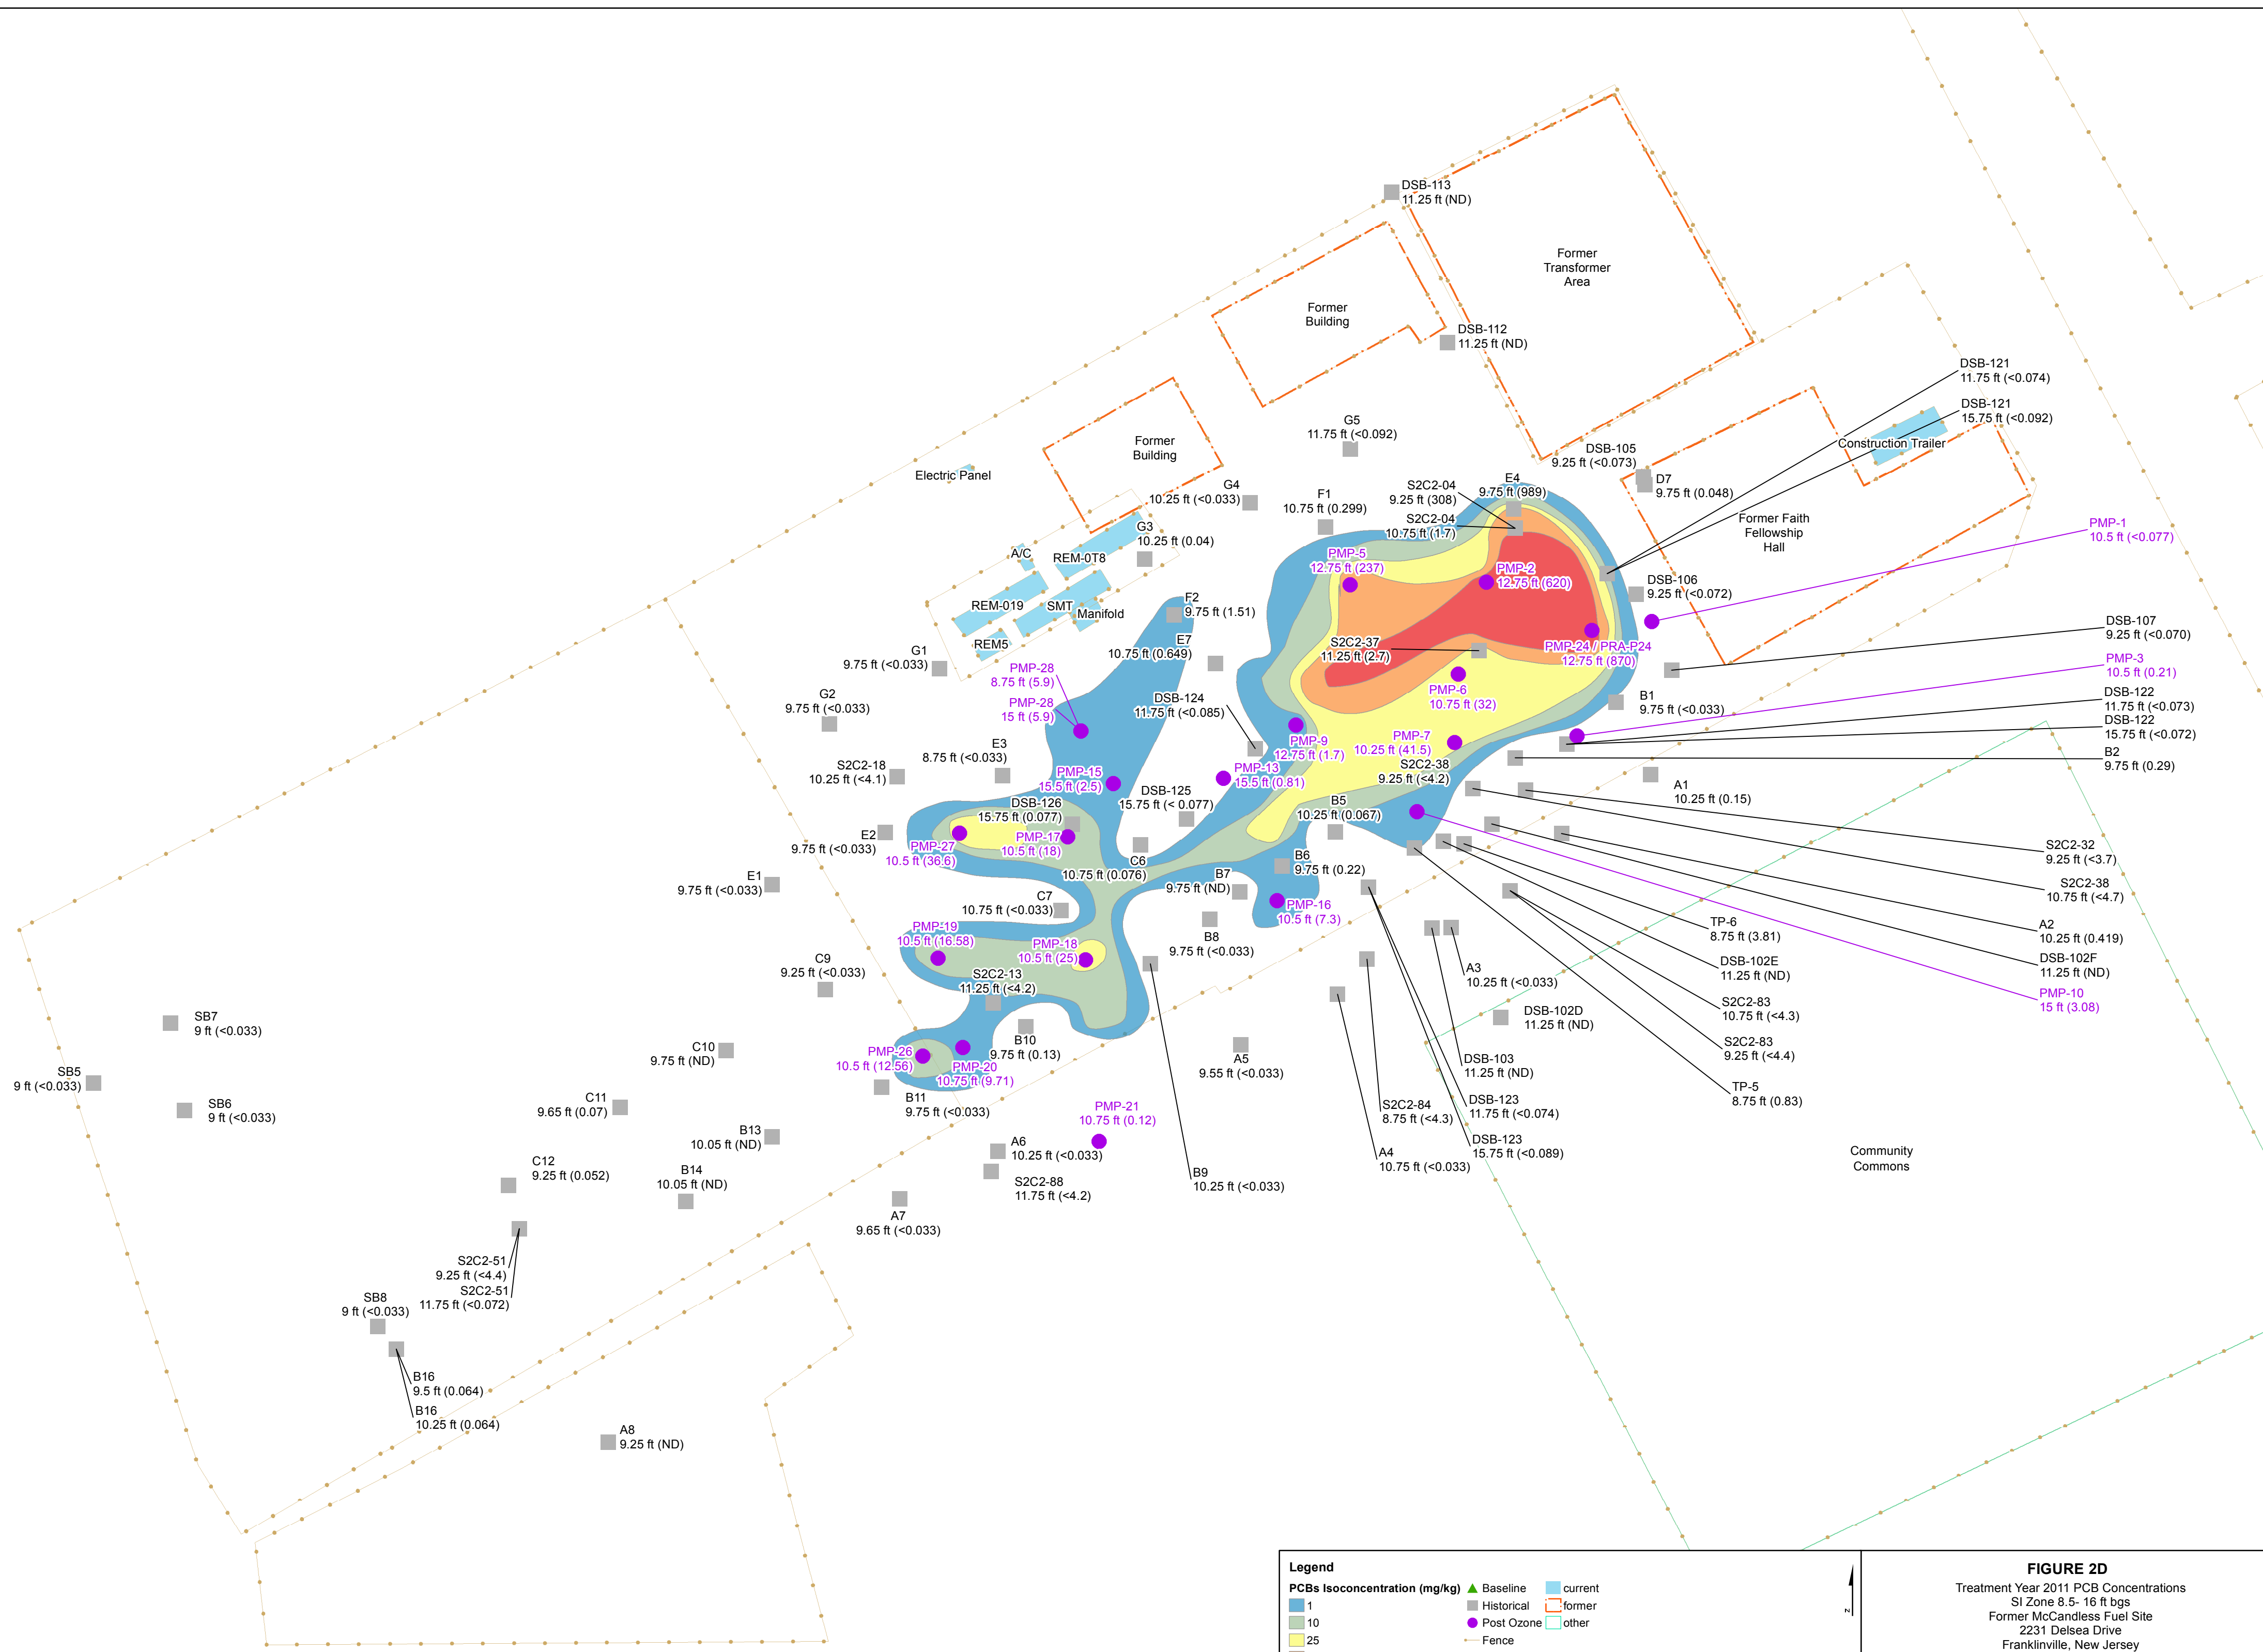 DSB-113
11.25 ft (ND)
Former
Transformer
Area
Former
Building
DSB-112
11.25 ft (ND)
DSB-121
11.75 ft (<0.074)
DSB-121
15.75 ft (<0.092)
Construction Trailer
G5
11.75 ft (<0.092)
Former
Building
Electric Panel
DSB-105
9.25 ft (<0.073)
D7
9.75 ft (0.048)
E4
9.75 ft (989)
S2C2-04
9.25 ft (308)
S2C2-04
10.75 ft (1.7)
G4
10.25 ft (<0.033)
F1
10.75 ft (0.299)
Former Faith
Fellowship
Hall
PMP-1
10.5 ft (<0.077)
G3
10.25 ft (0.04)
A/C
REM-0T8
REM-019
SMT
Manifold
REM5
PMP-5
12.75 ft (237)
PMP-2
12.75 ft (620)
DSB-106
9.25 ft (<0.072)
F2
9.75 ft (1.51)
E7
10.75 ft (0.649)
S2C2-37
11.25 ft (2.7)
PMP-24 / PRA-P24
12.75 ft (870)
DSB-107
9.25 ft (<0.070)
PMP-3
10.5 ft (0.21)
G1
9.75 ft (<0.033)
PMP-28
8.75 ft (5.9)
PMP-28
15 ft (5.9)
G2
9.75 ft (<0.033)
DSB-124
11.75 ft (<0.085)
PMP-6
10.75 ft (32)
B1
9.75 ft (<0.033)
DSB-122
11.75 ft (<0.073)
DSB-122
15.75 ft (<0.072)
B2
9.75 ft (0.29)
PMP-9
12.75 ft (1.7)
PMP-7
10.25 ft (41.5)
S2C2-38
9.25 ft (<4.2)
E3
8.75 ft (<0.033)
S2C2-18
10.25 ft (<4.1)
PMP-15
15.5 ft (2.5)
PMP-13
15.5 ft (0.81)
A1
10.25 ft (0.15)
DSB-126
15.75 ft (0.077)
DSB-125
15.75 ft (< 0.077)
B5
10.25 ft (0.067)
E2
9.75 ft (<0.033)
PMP-27
10.5 ft (36.6)
PMP-17
10.5 ft (18)
C6
10.75 ft (0.076)
B6
9.75 ft (0.22)
S2C2-32
9.25 ft (<3.7)
S2C2-38
10.75 ft (<4.7)
E1
9.75 ft (<0.033)
B7
9.75 ft (ND)
C7
10.75 ft (<0.033)
PMP-16
10.5 ft (7.3)
TP-6
8.75 ft (3.81)
A2
10.25 ft (0.419)
PMP-19
10.5 ft (16.58)
PMP-18
10.5 ft (25)
B8
9.75 ft (<0.033)
DSB-102E
11.25 ft (ND)
DSB-102F
11.25 ft (ND)
C9
9.25 ft (<0.033)
S2C2-13
11.25 ft (<4.2)
A3
10.25 ft (<0.033)
PMP-10
15 ft (3.08)
S2C2-83
10.75 ft (<4.3)
SB7
9 ft (<0.033)
DSB-102D
11.25 ft (ND)
B10
9.75 ft (0.13)
S2C2-83
9.25 ft (<4.4)
C10
9.75 ft (ND)
PMP-26
10.5 ft (12.56)
PMP-20
10.75 ft (9.71)
A5
9.55 ft (<0.033)
DSB-103
11.25 ft (ND)
SB5
9 ft (<0.033)
SB6
9 ft (<0.033)
C11
9.65 ft (0.07)
B11
9.75 ft (<0.033)
PMP-21
10.75 ft (0.12)
S2C2-84
8.75 ft (<4.3)
DSB-123
11.75 ft (<0.074)
TP-5
8.75 ft (0.83)
B13
10.05 ft (ND)
A6
10.25 ft (<0.033)
DSB-123
15.75 ft (<0.089)
A4
10.75 ft (<0.033)
Community
Commons
C12
9.25 ft (0.052)
B14
10.05 ft (ND)
S2C2-88
11.75 ft (<4.2)
B9
10.25 ft (<0.033)
A7
9.65 ft (<0.033)
S2C2-51
9.25 ft (<4.4)
S2C2-51
11.75 ft (<0.072)
SB8
9 ft (<0.033)
B16
9.5 ft (0.064)
B16
10.25 ft (0.064)
A8
9.25 ft (ND)
Legend
PCBs Isoconcentration (mg/kg)
1
10
25
Baseline
Historical
Post Ozone
Fence
current
former
other
N
FIGURE 2D
Treatment Year 2011 PCB Concentrations
SI Zone 8.5- 16 ft bgs
Former McCandless Fuel Site
2231 Delsea Drive
Franklinville, New Jersey